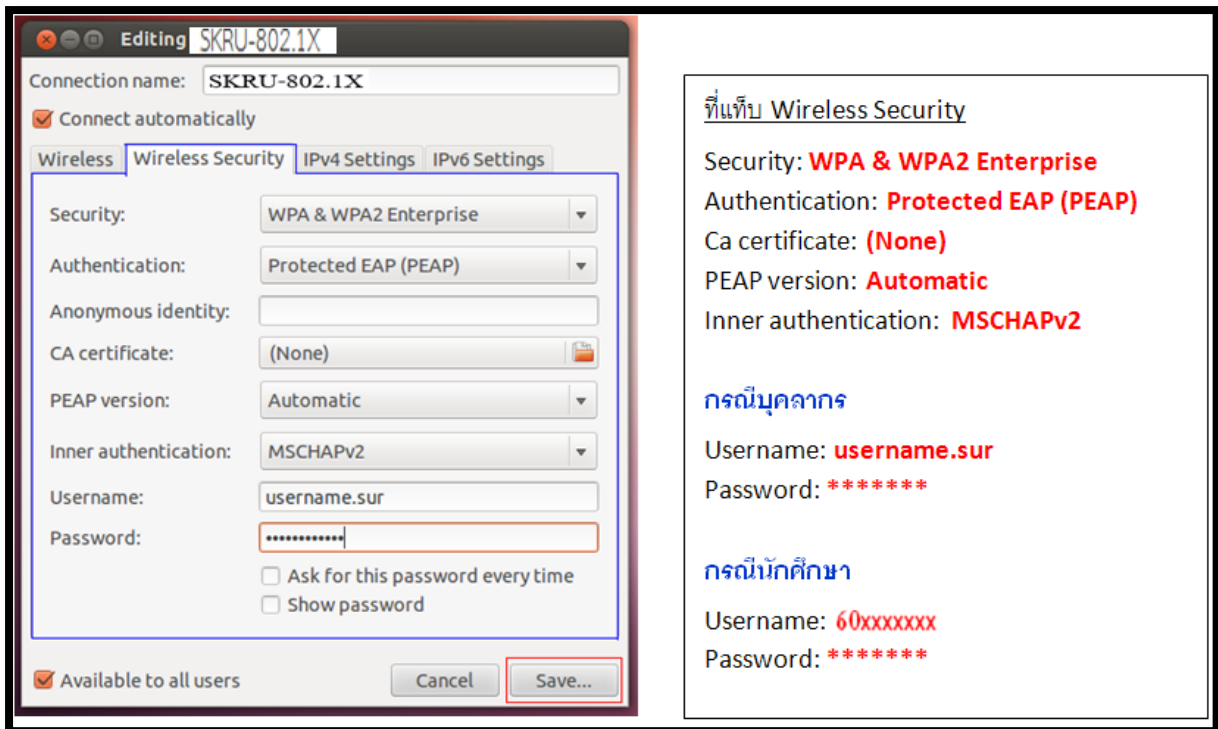 Editing SKRU-802.1X
Connection name: SKRU-802.1X
Connect automatically
Wireless Wireless Security IPv4 Settings IPv6 Settings
Security: WPA & WPA2 Enterprise
Authentication: Protected EAP (PEAP)
Anonymous identity:
CA certificate: (None)
PEAP version: Automatic
Inner authentication: MSCHAPv2
Username: username.sur
Password: ••••••••••••
Ask for this password every time
Show password
Available to all users Cancel Save...
ที่แท็บ Wireless Security
Security: WPA & WPA2 Enterprise
Authentication: Protected EAP (PEAP)
Ca certificate: (None)
PEAP version: Automatic
Inner authentication: MSCHAPv2
กรณีบุคลากร
Username: username.sur
Password: *******
กรณีนักศึกษา
Username: 60xxxxxxx
Password: *******